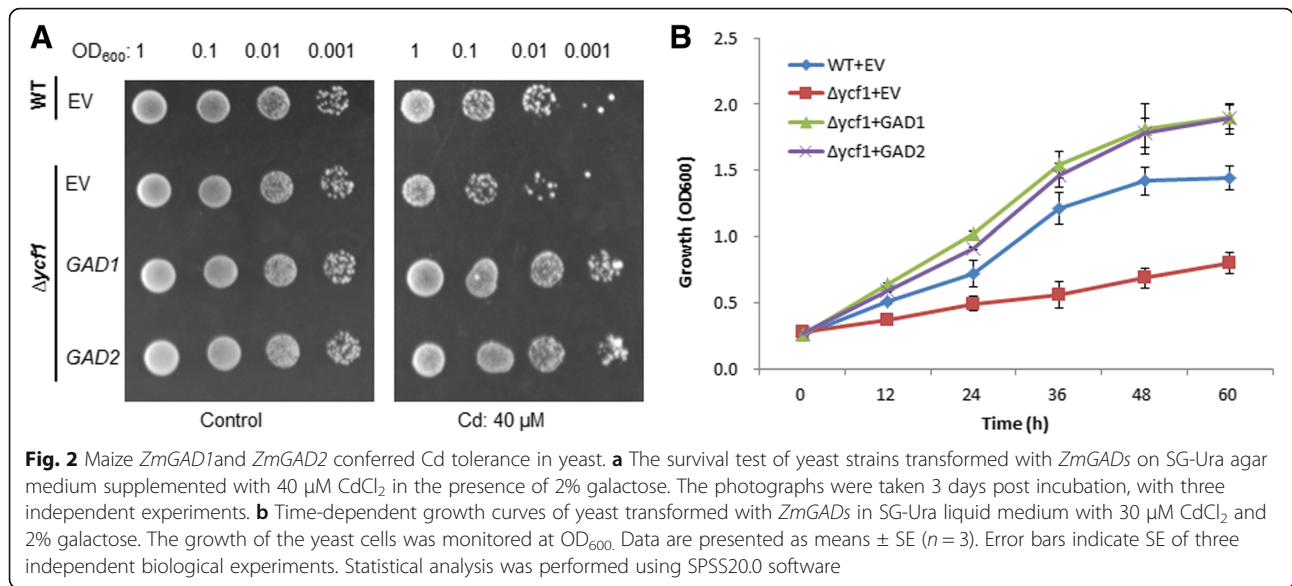 A
OD600: 1 0.1 0.01 0.001
1 0.1 0.01 0.001
WT
EV
Δycf1
EV
GAD1
GAD2
Control
Cd: 40 µM
B
2.5
2.0
1.5
1.0
0.5
0.0
Growth (OD600)
WT+EV
Δycf1+EV
Δycf1+GAD1
Δycf1+GAD2
0 12 24 36 48 60
Time (h)
Fig. 2 Maize ZmGAD1and ZmGAD2 conferred Cd tolerance in yeast. a The survival test of yeast strains transformed with ZmGADs on SG-Ura agar
medium supplemented with 40 μM CdCl2 in the presence of 2% galactose. The photographs were taken 3 days post incubation, with three
independent experiments. b Time-dependent growth curves of yeast transformed with ZmGADs in SG-Ura liquid medium with 30 μM CdCl2 and
2% galactose. The growth of the yeast cells was monitored at OD600. Data are presented as means ± SE (n = 3). Error bars indicate SE of three
independent biological experiments. Statistical analysis was performed using SPSS20.0 software